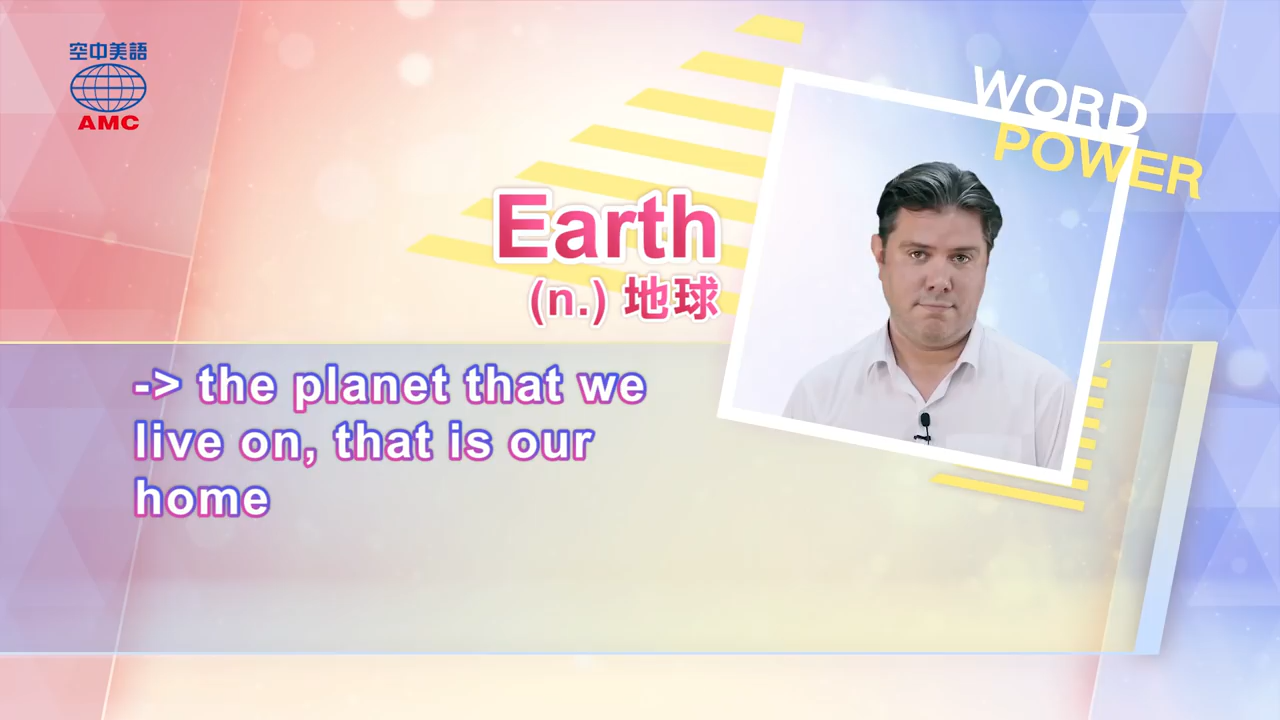 空中美語
AMC
WORD
POWER
Earth
(n.) 地球
-> the planet that we
live on, that is our
home